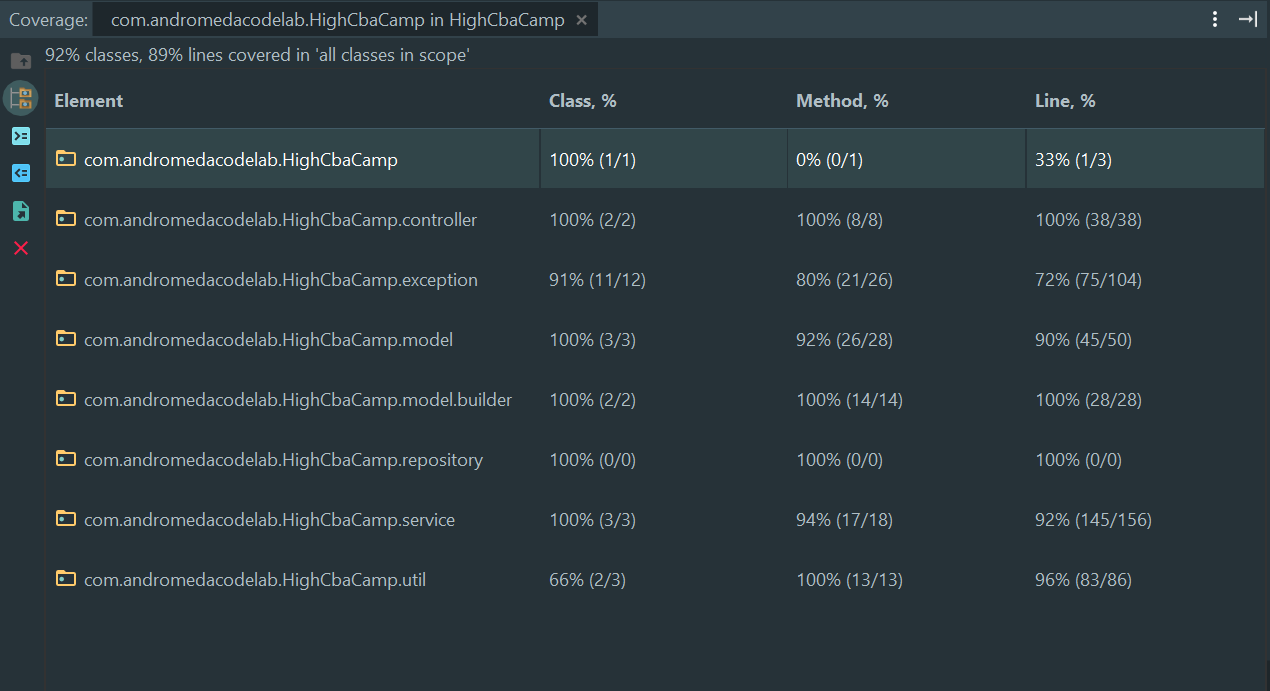 Coverage: com.andromedacodelab.HighCbaCamp in HighCbaCamp ×
92% classes, 89% lines covered in 'all classes in scope'
Element Class, % Method, % Line, %
com.andromedacodelab.HighCbaCamp 100% (1/1) 0% (0/1) 33% (1/3)
com.andromedacodelab.HighCbaCamp.controller 100% (2/2) 100% (8/8) 100% (38/38)
com.andromedacodelab.HighCbaCamp.exception 91% (11/12) 80% (21/26) 72% (75/104)
com.andromedacodelab.HighCbaCamp.model 100% (3/3) 92% (26/28) 90% (45/50)
com.andromedacodelab.HighCbaCamp.model.builder 100% (2/2) 100% (14/14) 100% (28/28)
com.andromedacodelab.HighCbaCamp.repository 100% (0/0) 100% (0/0) 100% (0/0)
com.andromedacodelab.HighCbaCamp.service 100% (3/3) 94% (17/18) 92% (145/156)
com.andromedacodelab.HighCbaCamp.util 66% (2/3) 100% (13/13) 96% (83/86)